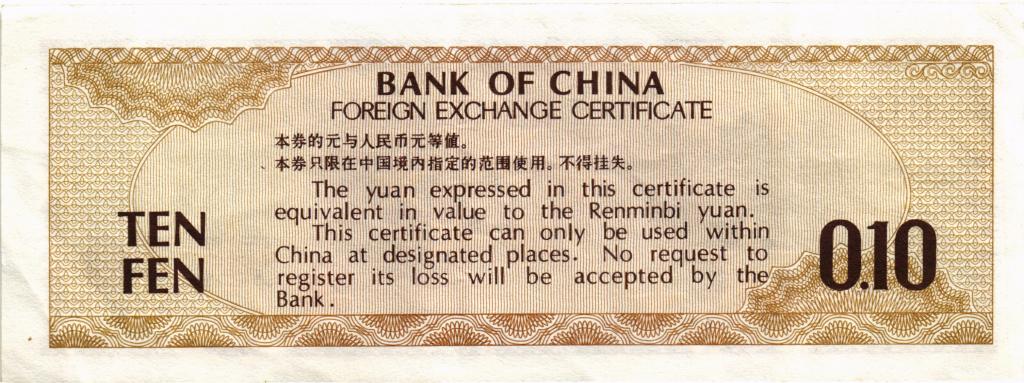 BANK OF CHINA
FOREIGN EXCHANGE CERTIFICATE
本券的元与人民币元等值。
本券只限在中国境内指定的范围使用。不得挂失。
The yuan expressed in this certificate is
equivalent in value to the Renminbi yuan.
This certificate can only be used within
China at designated places. No request to
register its loss will be accepted by the
Bank.
TEN
FEN
0.10